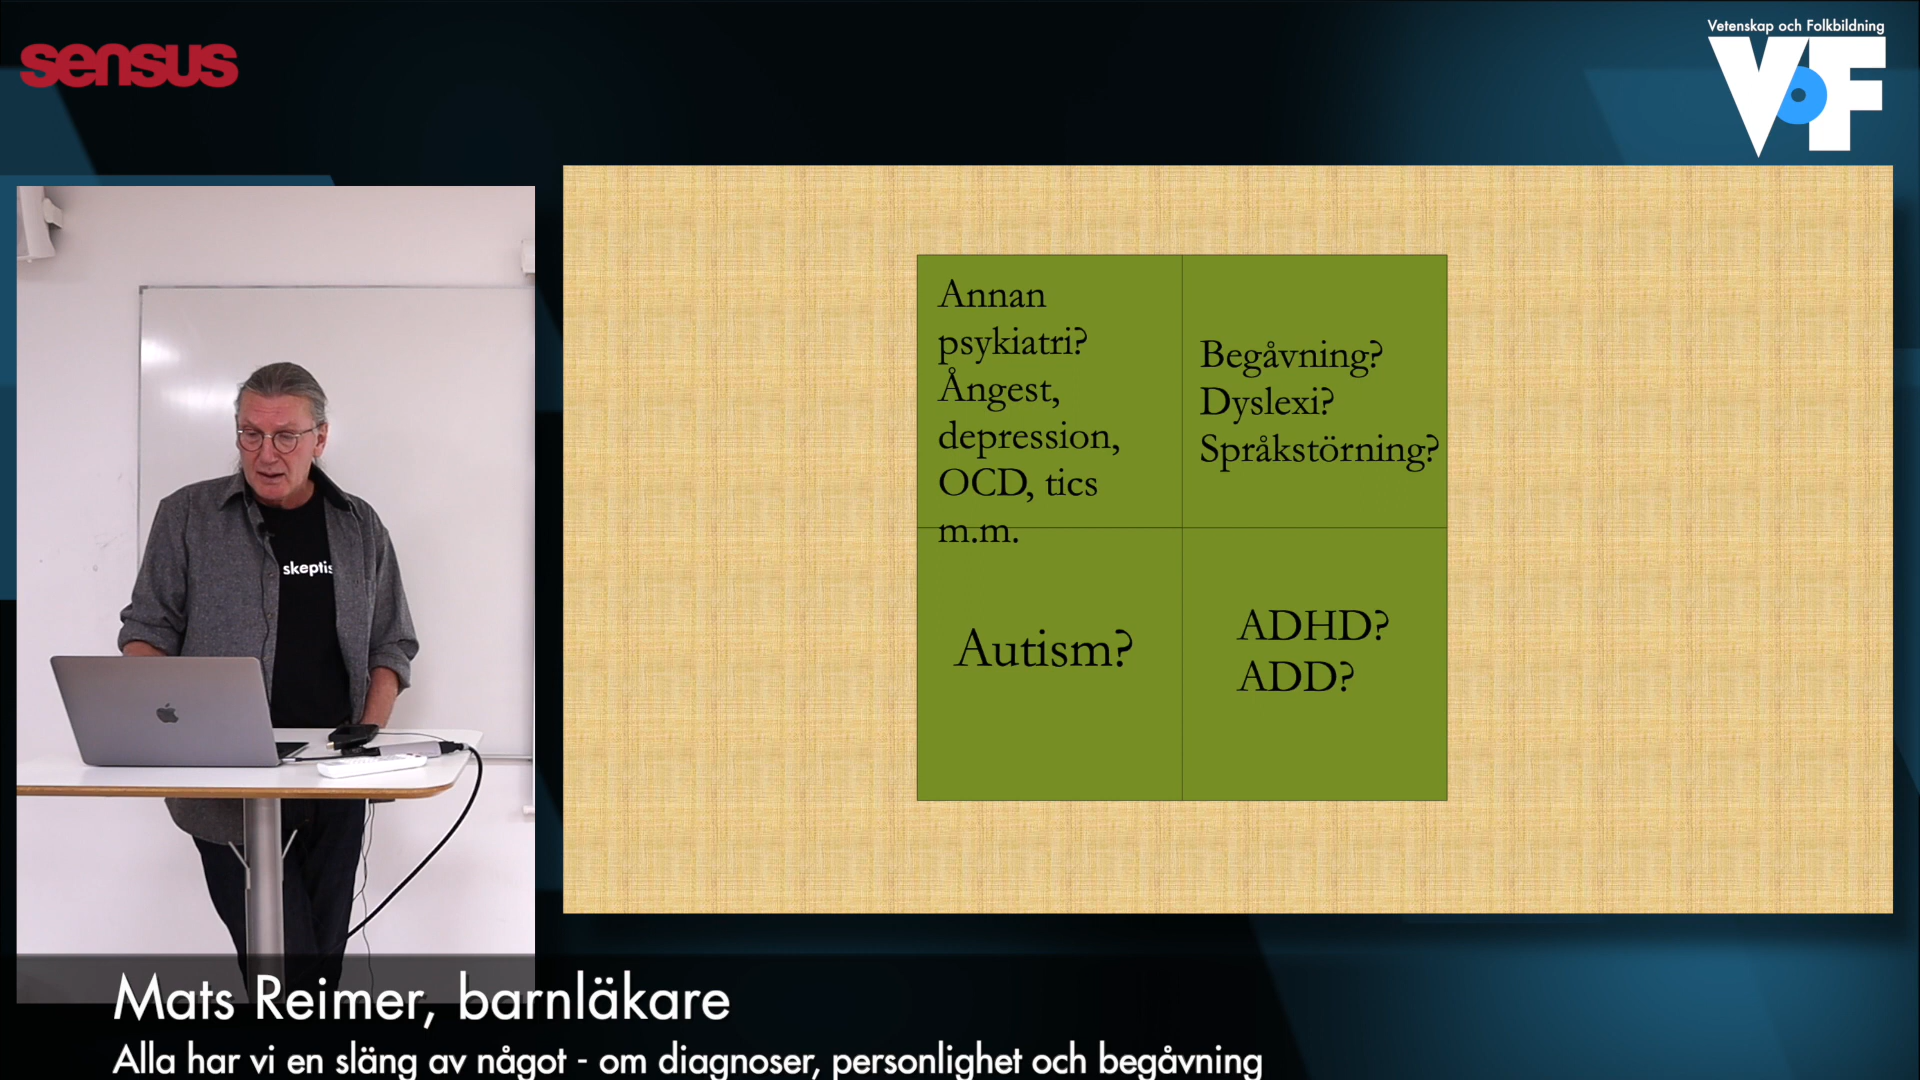 sensus
Vetenskap och Folkbildning
VoF
Annan
psykiatri?
Ångest,
depression,
OCD, tics
m.m.
Begåvning?
Dyslexi?
Språkstörning?
Autism?
ADHD?
ADD?
skeptis
Mats Reimer, barnläkare
Alla har vi en släng av något - om diagnoser, personlighet och begåvning